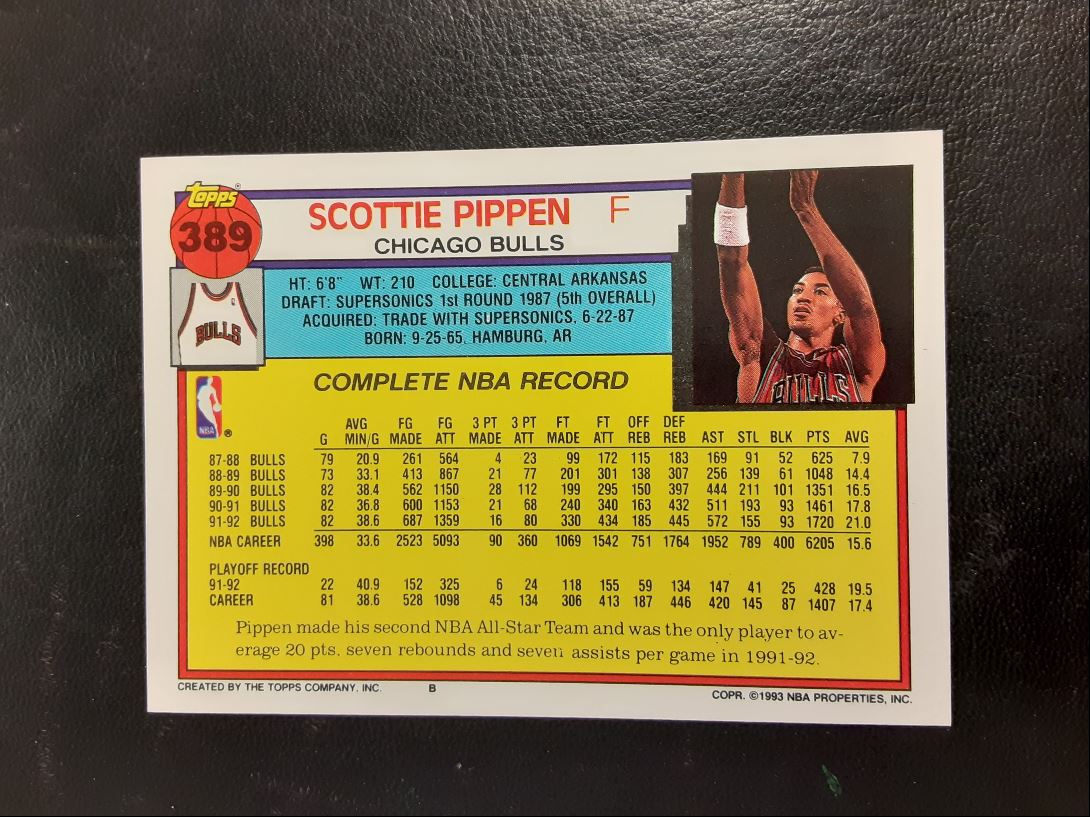 TOPPS
389
SCOTTIE PIPPEN F
CHICAGO BULLS
BULLS
HT: 6'8" WT: 210 COLLEGE: CENTRAL ARKANSAS
DRAFT: SUPERSONICS 1st ROUND 1987 (5th OVERALL)
ACQUIRED: TRADE WITH SUPERSONICS, 6-22-87
BORN: 9-25-65, HAMBURG, AR
BULLS
NBA ®
COMPLETE NBA RECORD
AVG FG FG 3 PT 3 PT FT FT OFF DEF
G MIN/G MADE ATT MADE ATT MADE ATT REB REB AST STL BLK PTS AVG
87-88 BULLS 79 20.9 261 564 4 23 99 172 115 183 169 91 52 625 7.9
88-89 BULLS 73 33.1 413 867 21 77 201 301 138 307 256 139 61 1048 14.4
89-90 BULLS 82 38.4 562 1150 28 112 199 295 150 397 444 211 101 1351 16.5
90-91 BULLS 82 36.8 600 1153 21 68 240 340 163 432 511 193 93 1461 17.8
91-92 BULLS 82 38.6 687 1359 16 80 330 434 185 445 572 155 93 1720 21.0
NBA CAREER 398 33.6 2523 5093 90 360 1069 1542 751 1764 1952 789 400 6205 15.6
PLAYOFF RECORD
91-92 22 40.9 152 325 6 24 118 155 59 134 147 41 25 428 19.5
CAREER 81 38.6 528 1098 45 134 306 413 187 446 420 145 87 1407 17.4
Pippen made his second NBA All-Star Team and was the only player to av-
erage 20 pts. seven rebounds and seven assists per game in 1991-92.
CREATED BY THE TOPPS COMPANY, INC. B COPR. ©1993 NBA PROPERTIES, INC.